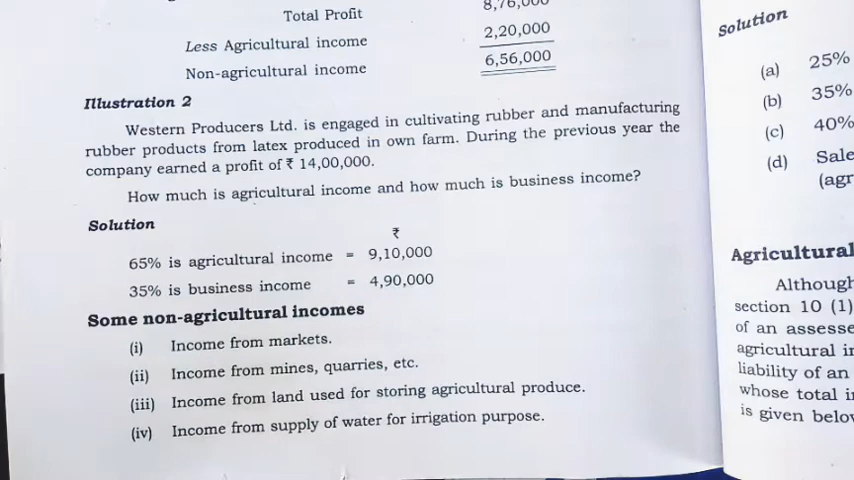 Total Profit
Less Agricultural income 2,20,000
Non-agricultural income 6,56,000
Illustration 2
Western Producers Ltd. is engaged in cultivating rubber and manufacturing
rubber products from latex produced in own farm. During the previous year the
company earned a profit of ₹ 14,00,000.
How much is agricultural income and how much is business income?
Solution
₹
65% is agricultural income = 9,10,000
35% is business income = 4,90,000
Some non-agricultural incomes
(i) Income from markets.
(ii) Income from mines, quarries, etc.
(iii) Income from land used for storing agricultural produce.
(iv) Income from supply of water for irrigation purpose.
Solution
(a) 25%
(b) 35%
(c) 40%
(d) Sale
(agr
Agricultural
Although
section 10 (1)
of an assesse
agricultural
liability of an
whose total
is given below